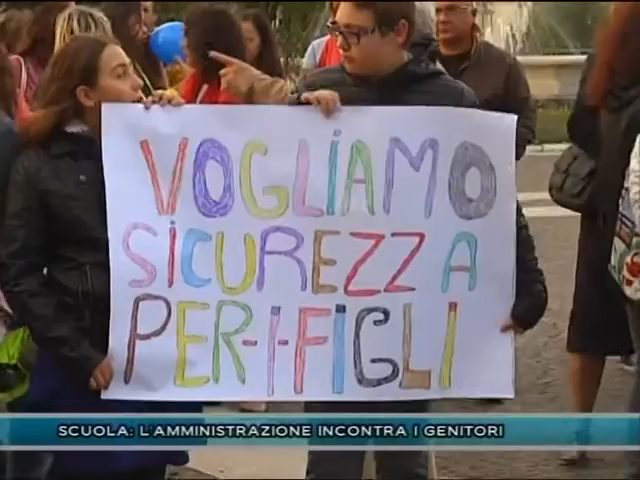 VOGLIAMO
SICUREZZA A
PER-I-FIGLI
SCUOLA: L'AMMINISTRAZIONE INCONTRA I GENITORI